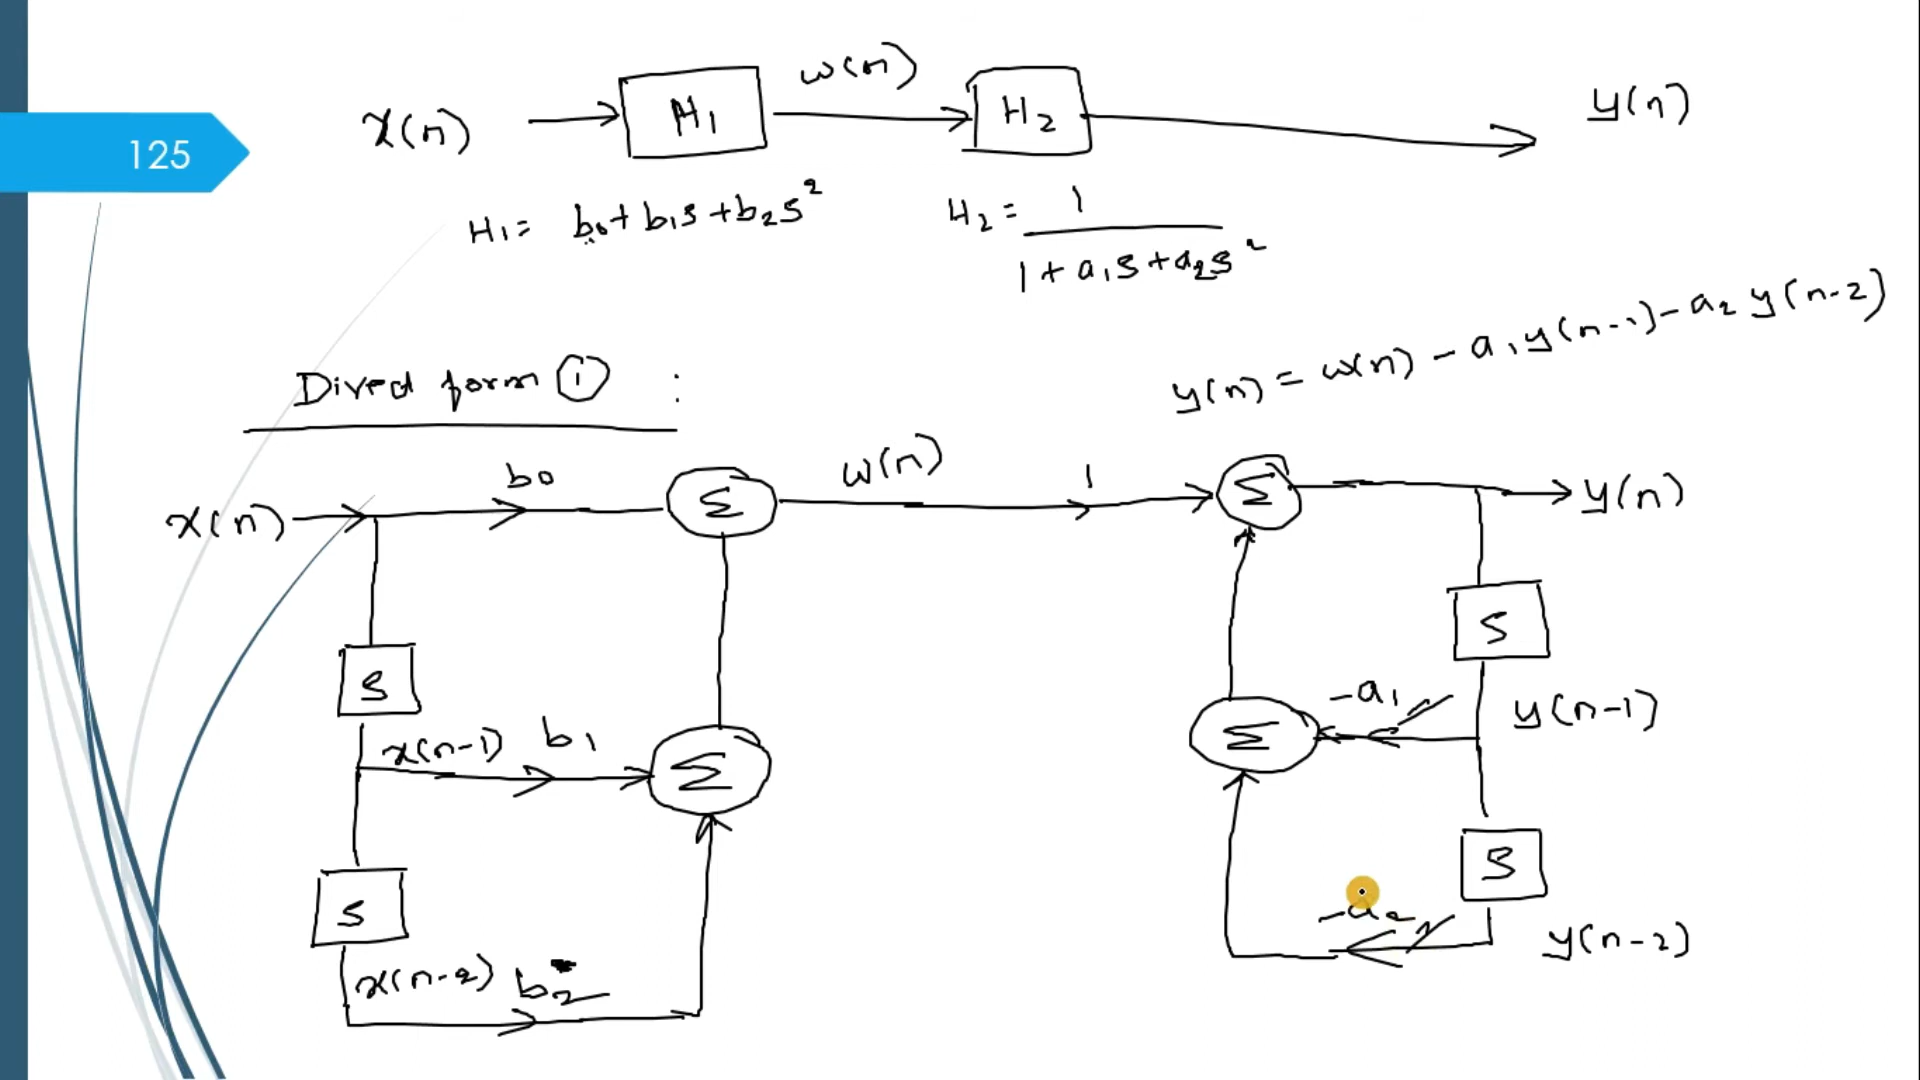 125
x(n) H₁ w(n) H₂ y(n)
H₁ = b₀ + b₁S + b₂S² H₂ = 1 / 1 + a₁S + a₂S²
y(n) = w(n) - a₁y(n-1) - a₂y(n-2)
Direct form ① :
x(n) b₀ Σ w(n) 1 Σ y(n)
S S
x(n-1) b₁ Σ Σ -a₁ y(n-1)
S S
x(n-2) b₂ -a₂ y(n-2)